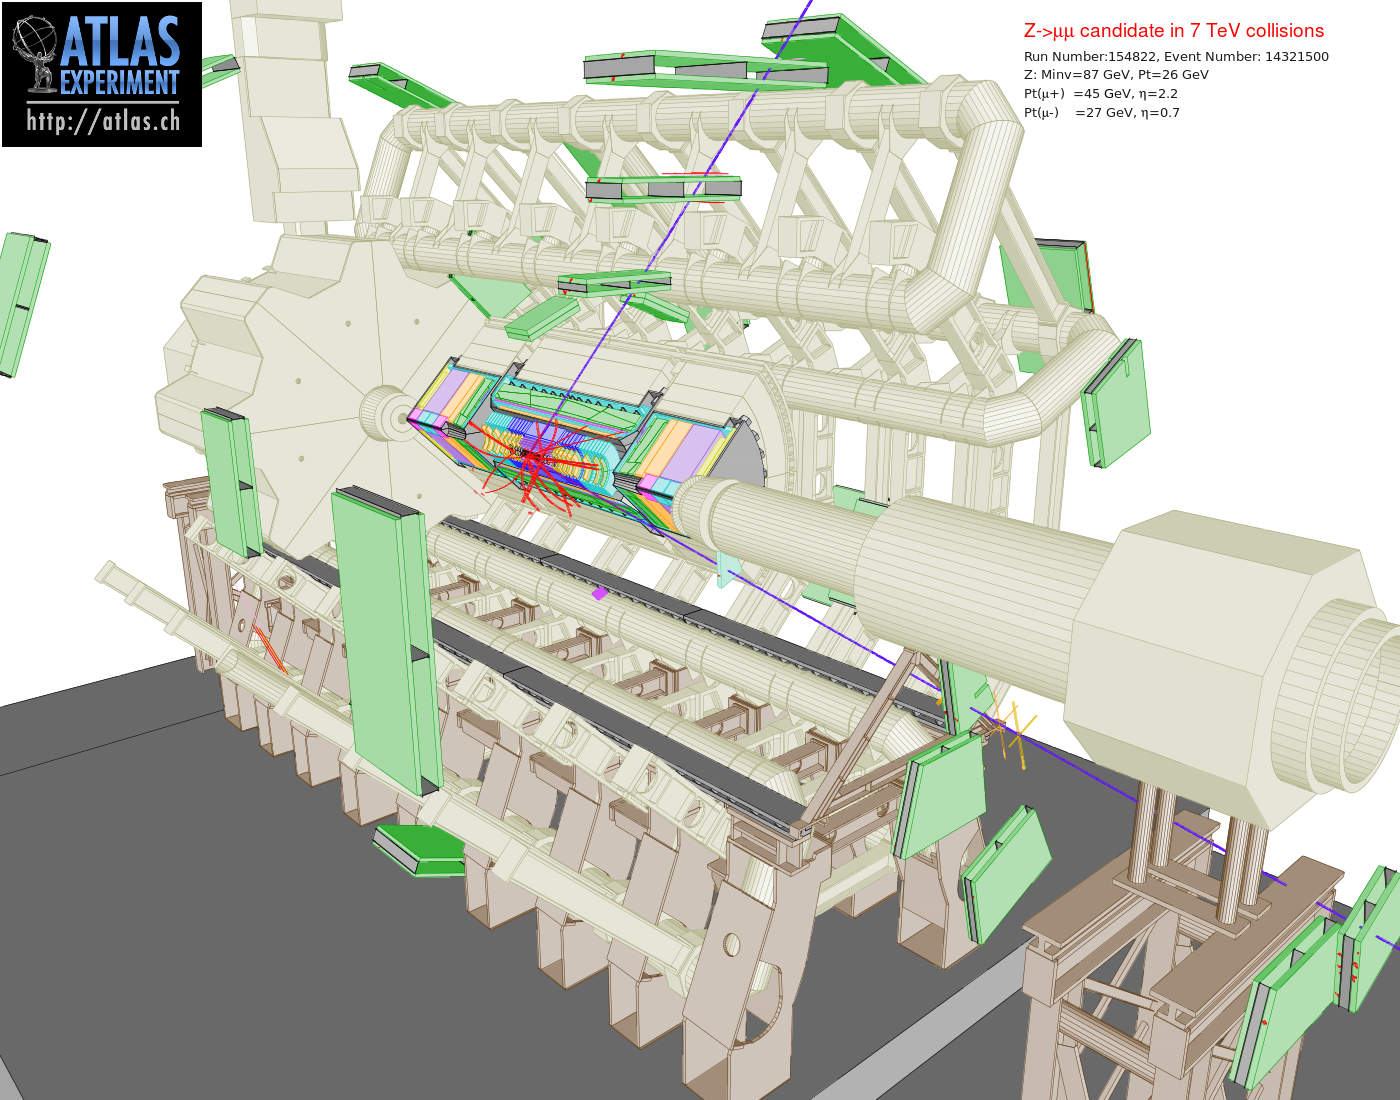 ATLAS
EXPERIMENT
http://atlas.ch
Z->μμ candidate in 7 TeV collisions
Run Number:154822, Event Number: 14321500
Z: Minv=87 GeV, Pt=26 GeV
Pt(μ+) =45 GeV, η=2.2
Pt(μ-) =27 GeV, η=0.7